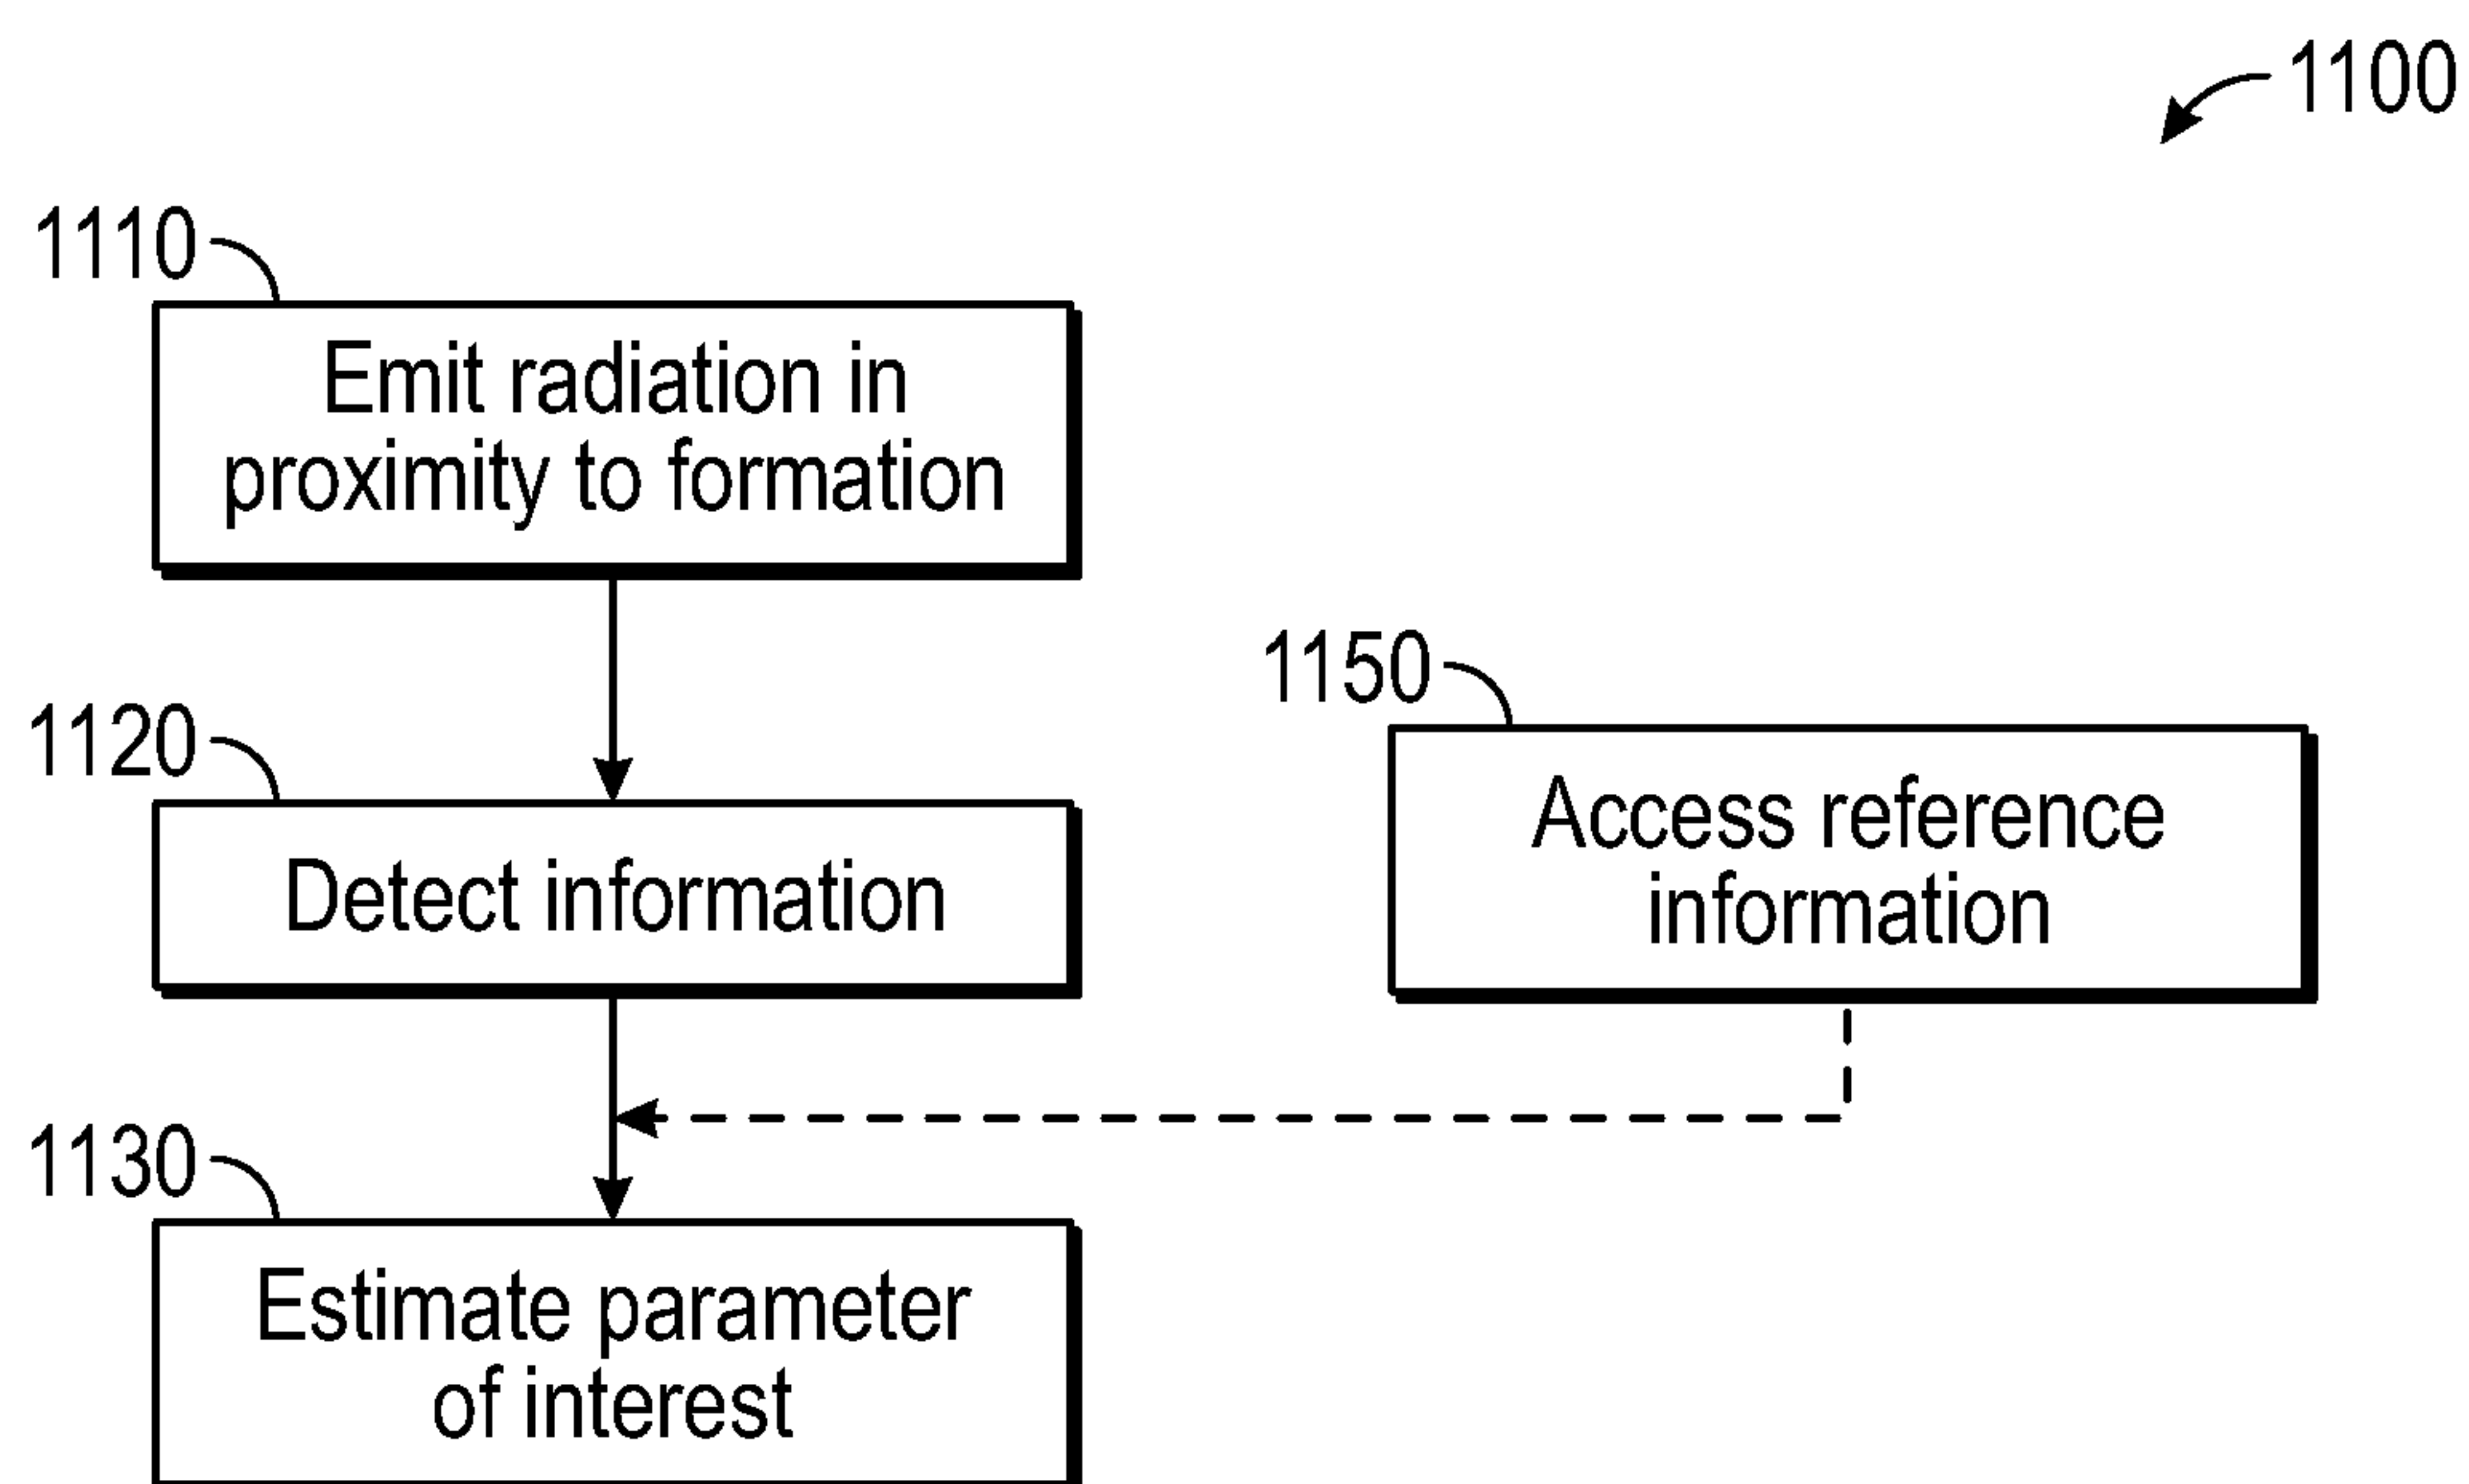 1100
1110
Emit radiation in
proximity to formation
1120
Detect information
1150
Access reference
information
1130
Estimate parameter
of interest